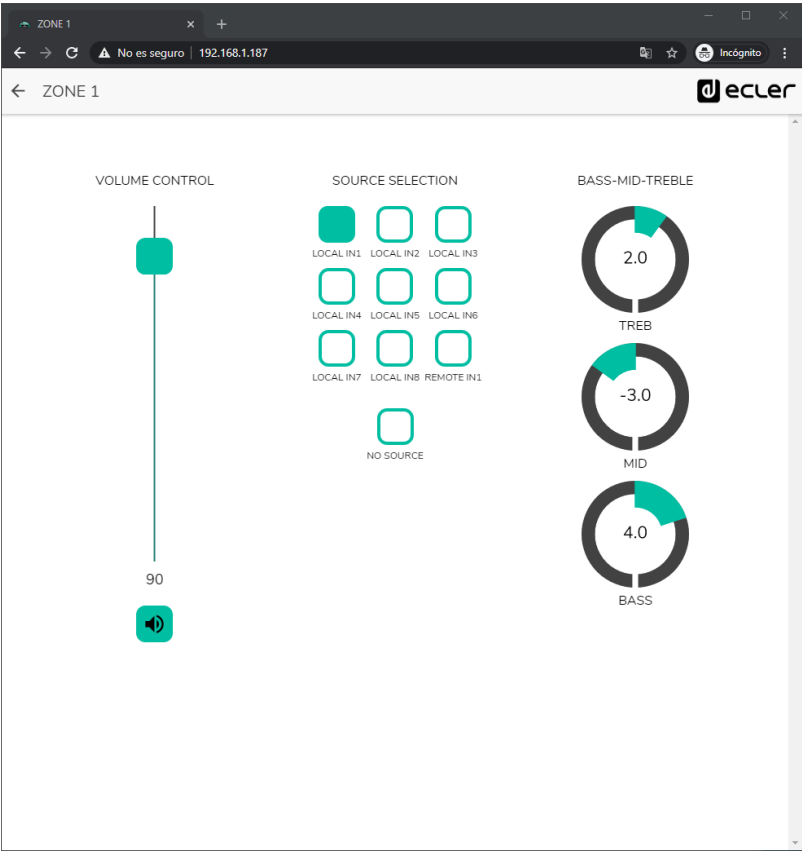 ZONE 1
No es seguro | 192.168.1.187
Incógnito
ZONE 1
ecler
VOLUME CONTROL
90
SOURCE SELECTION
LOCAL IN1 LOCAL IN2 LOCAL IN3
LOCAL IN4 LOCAL IN5 LOCAL IN6
LOCAL IN7 LOCAL IN8 REMOTE IN1
NO SOURCE
BASS-MID-TREBLE
2.0
TREB
-3.0
MID
4.0
BASS